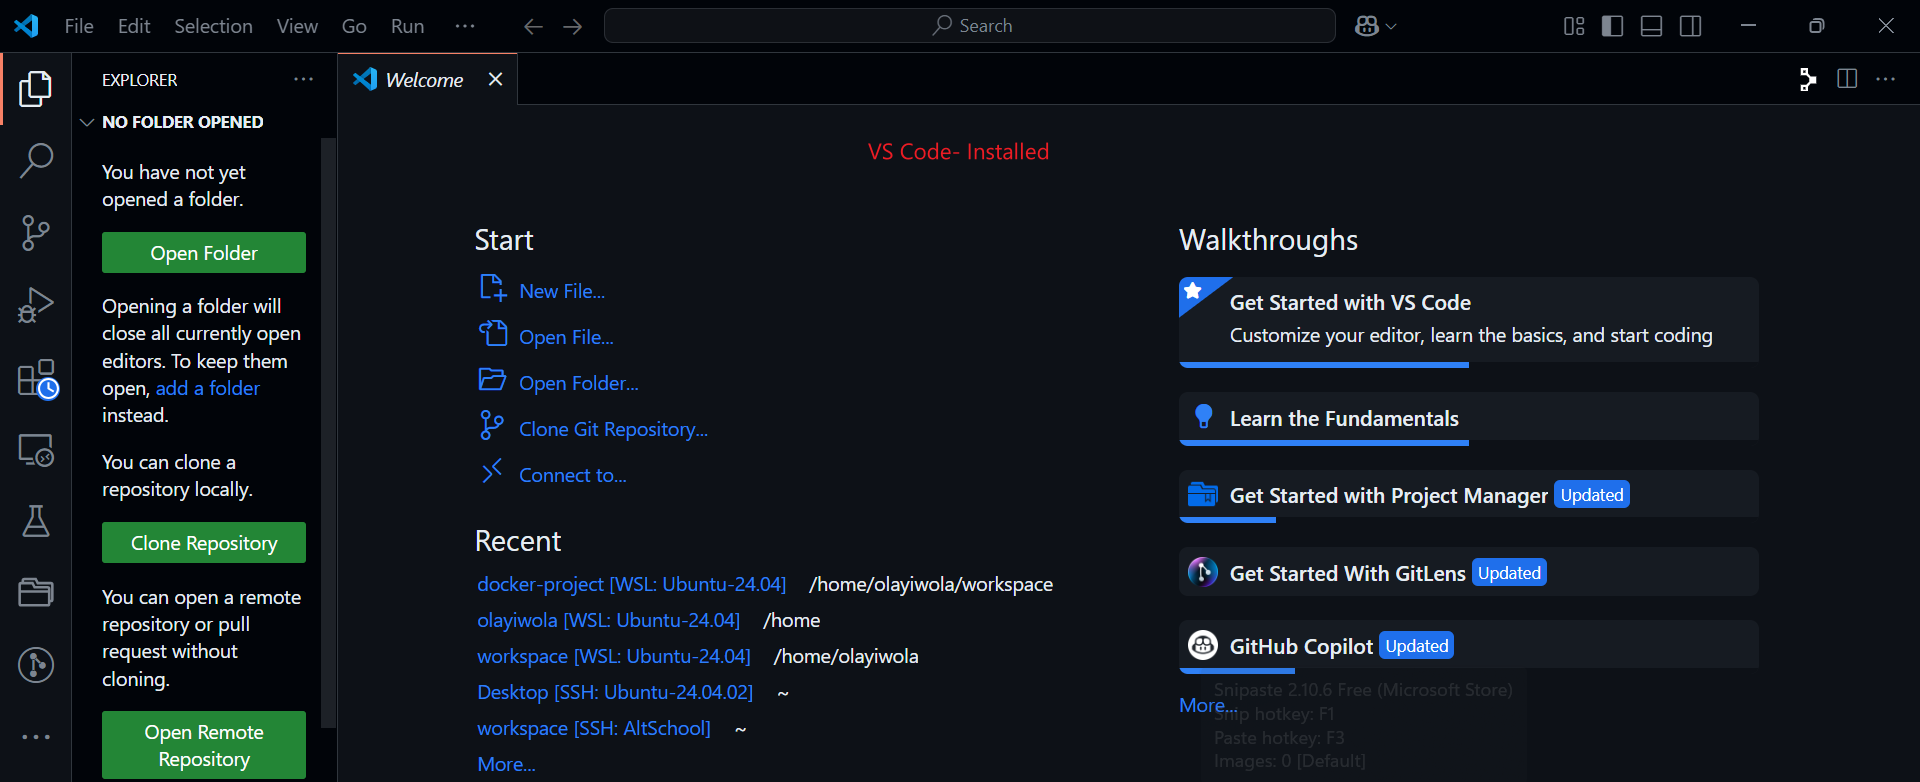 File Edit Selection View Go Run ··· Search
EXPLORER ···
Welcome
NO FOLDER OPENED
You have not yet
opened a folder.
Open Folder
Opening a folder will
close all currently open
editors. To keep them
open, add a folder
instead.
You can clone a
repository locally.
Clone Repository
You can open a remote
repository or pull
request without
cloning.
Open Remote
Repository
VS Code- Installed
Start
New File...
Open File...
Open Folder...
Clone Git Repository...
Connect to...
Recent
docker-project [WSL: Ubuntu-24.04] /home/olayiwola/workspace
olayiwola [WSL: Ubuntu-24.04] /home
workspace [WSL: Ubuntu-24.04] /home/olayiwola
Desktop [SSH: Ubuntu-24.04.02] ~
workspace [SSH: AltSchool] ~
More...
Walkthroughs
Get Started with VS Code
Customize your editor, learn the basics, and start coding
Learn the Fundamentals
Get Started with Project Manager Updated
Get Started With GitLens Updated
GitHub Copilot Updated
More...
Snipaste 2.10.6 Free (Microsoft Store)
Snip hotkey: F1
Paste hotkey: F3
Images: 0 [Default]